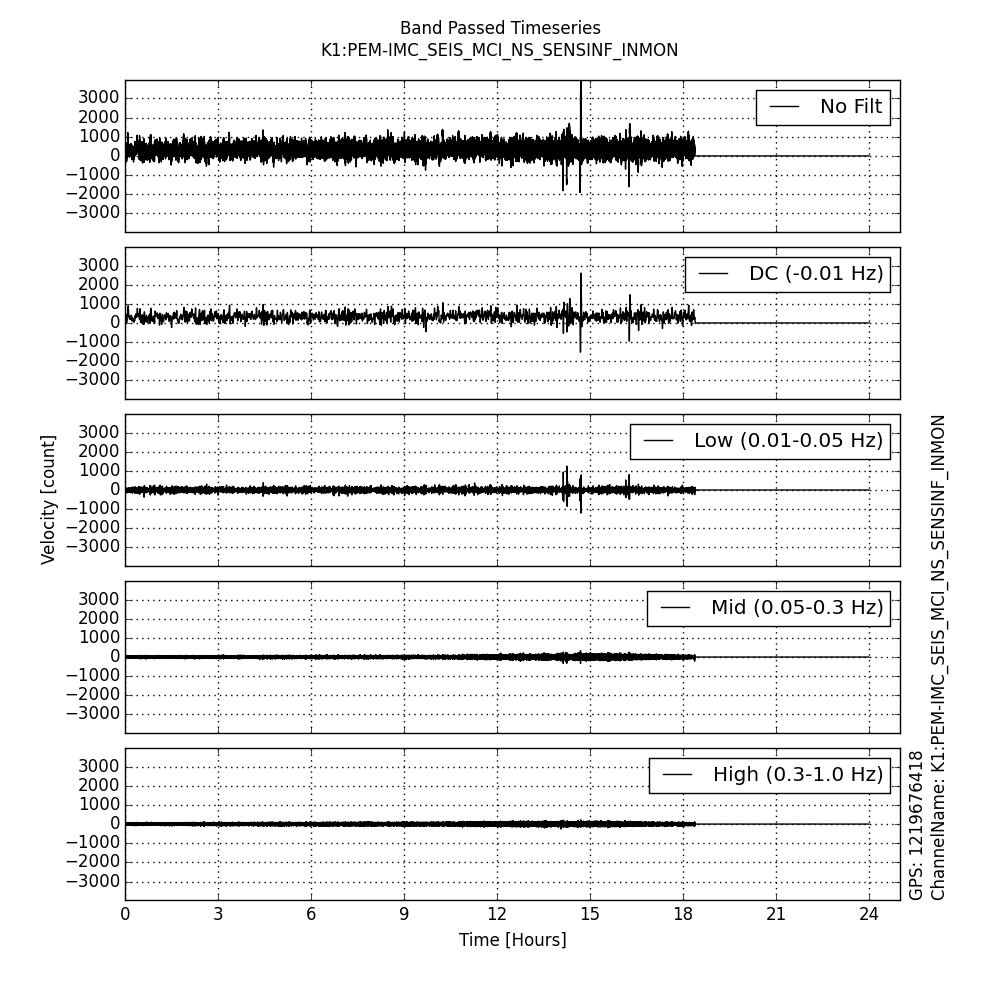 Band Passed Timeseries
K1:PEM-IMC_SEIS_MCI_NS_SENSINF_INMON
3000
2000
1000
0
−1000
−2000
−3000
No Filt
3000
2000
1000
0
−1000
−2000
−3000
DC (-0.01 Hz)
3000
2000
1000
0
−1000
−2000
−3000
Low (0.01-0.05 Hz)
Velocity [count]
3000
2000
1000
0
−1000
−2000
−3000
Mid (0.05-0.3 Hz)
3000
2000
1000
0
−1000
−2000
−3000
High (0.3-1.0 Hz)
0 3 6 9 12 15 18 21 24
Time [Hours]
GPS: 1219676418
ChannelName: K1:PEM-IMC_SEIS_MCI_NS_SENSINF_INMON